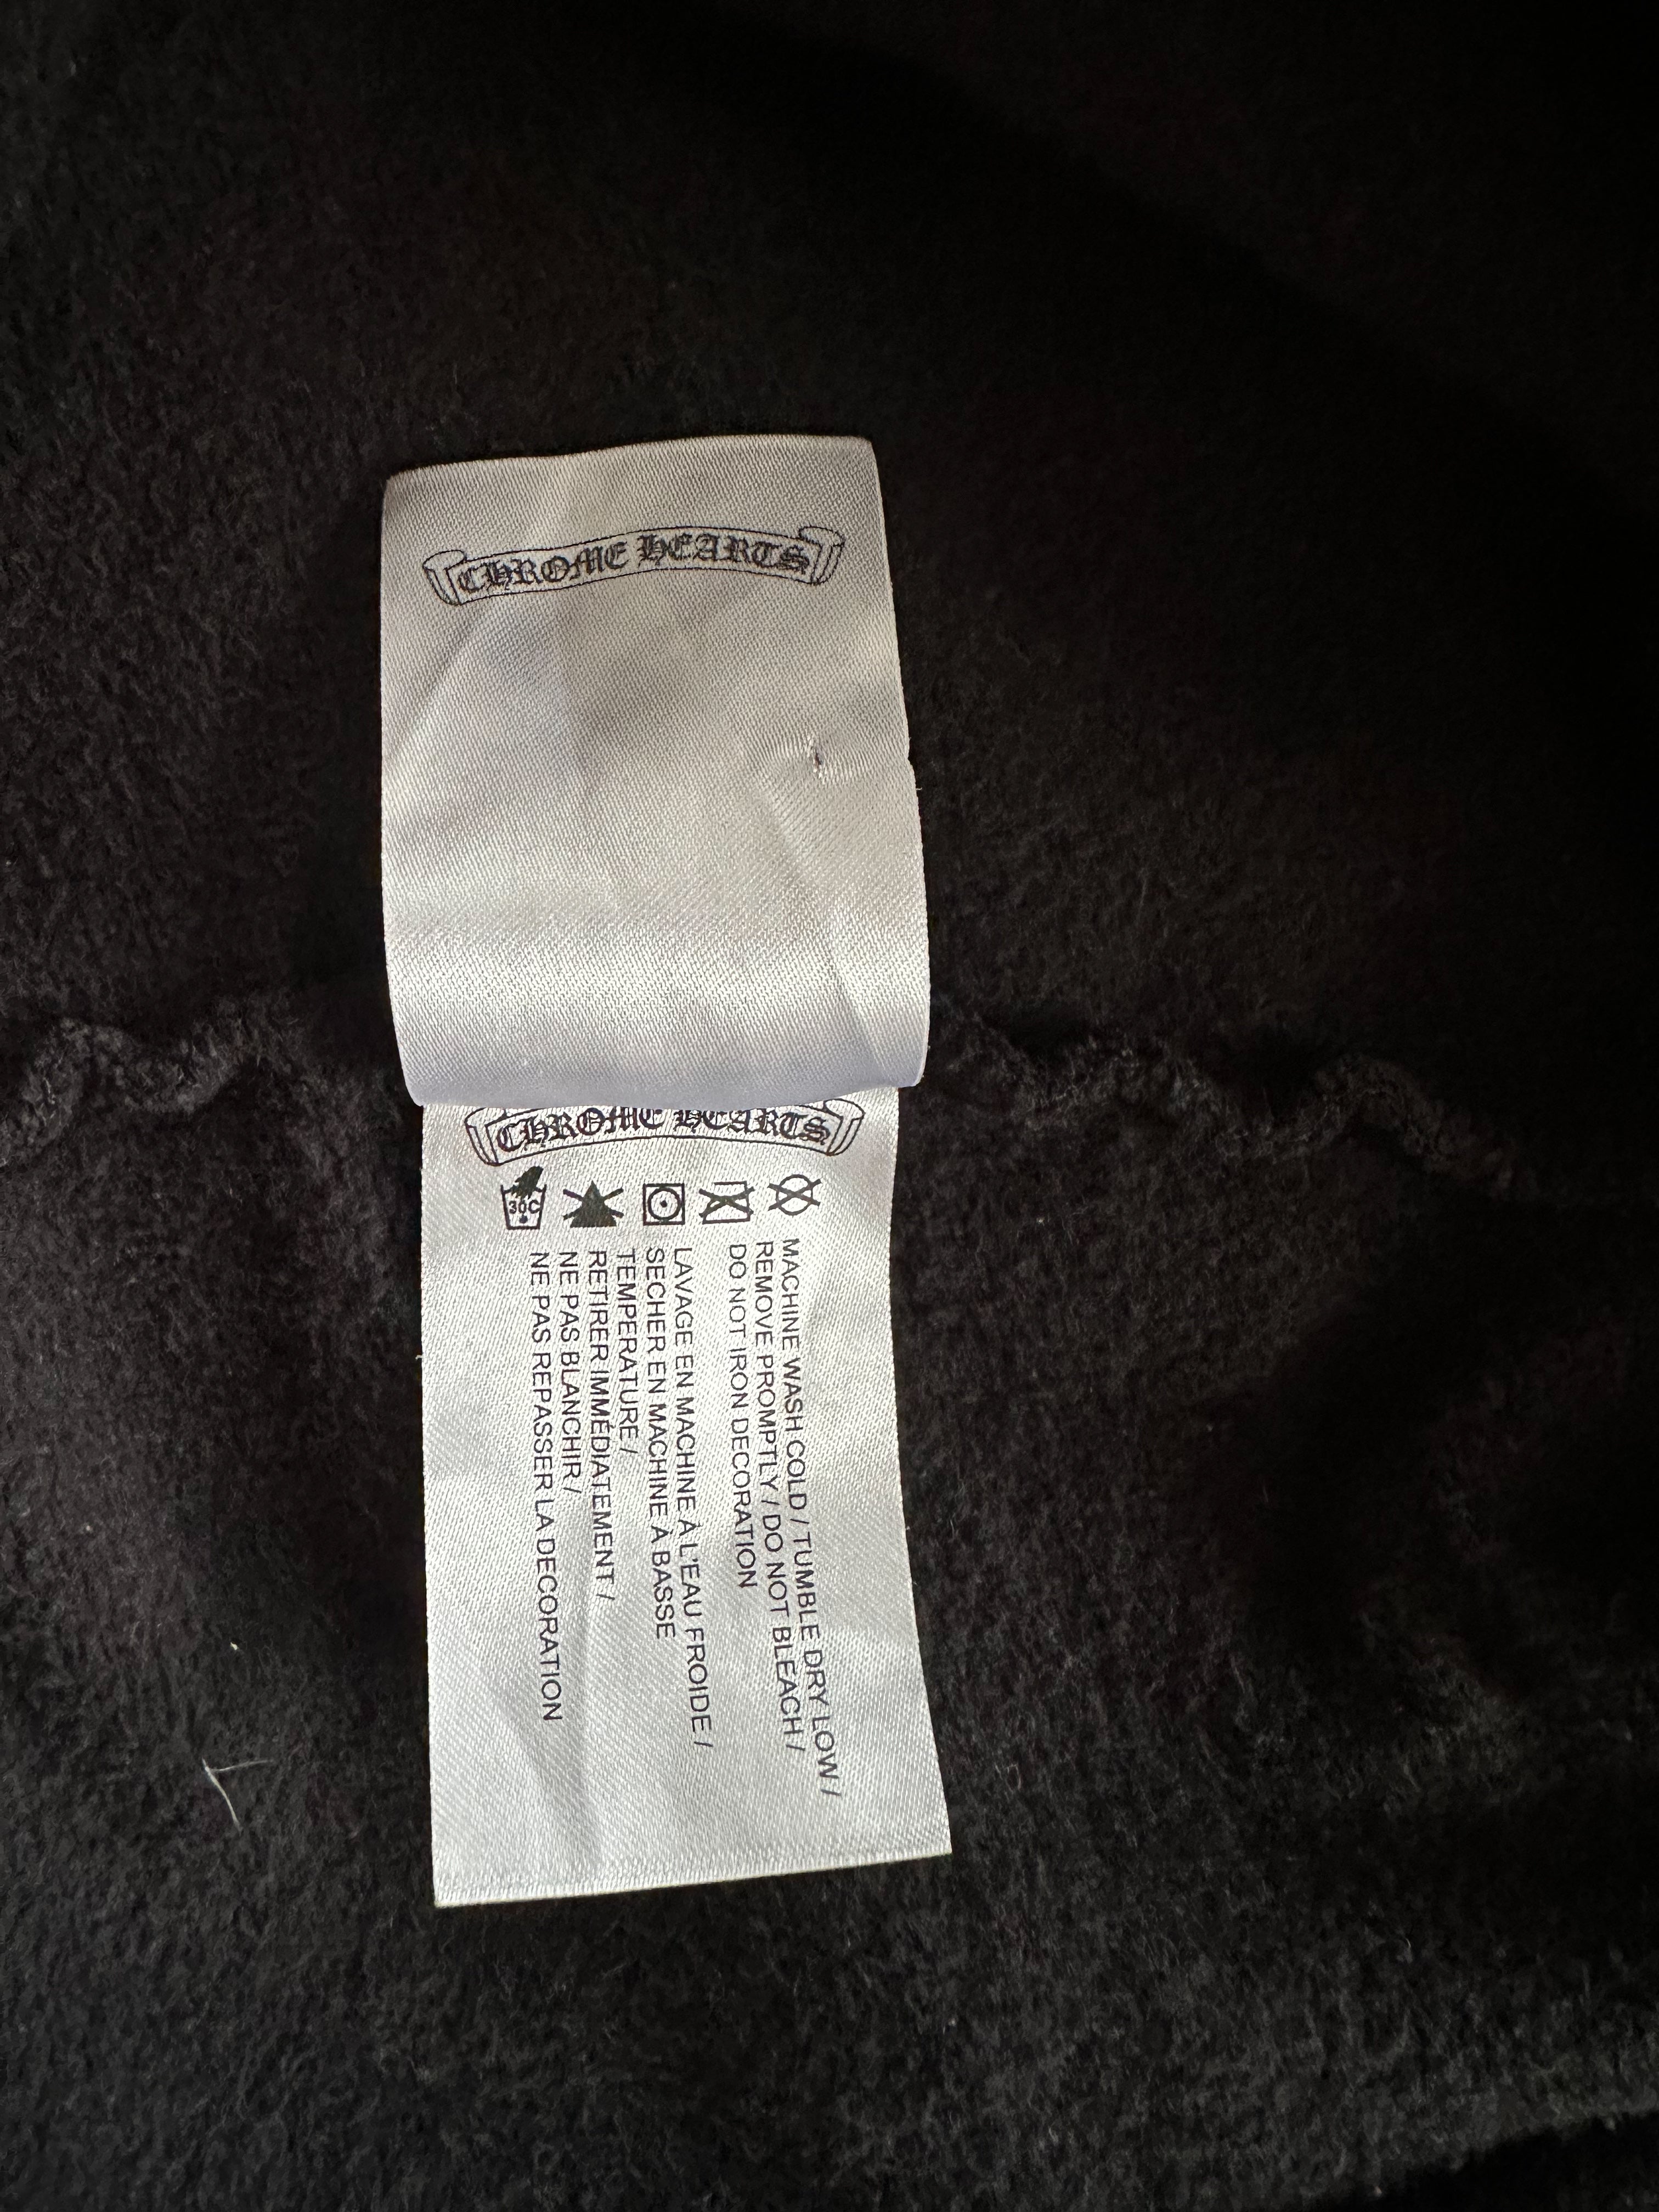 CHROME HEARTS
CHROME HEARTS
30C
MACHINE WASH COLD / TUMBLE DRY LOW /
REMOVE PROMPTLY / DO NOT BLEACH /
DO NOT IRON DECORATION
LAVAGE EN MACHINE À L'EAU FROIDE /
SECHER EN MACHINE À BASSE
TEMPERATURE /
RETIRER IMMÉDIATEMENT /
NE PAS BLANCHIR /
NE PAS REPASSER LA DECORATION